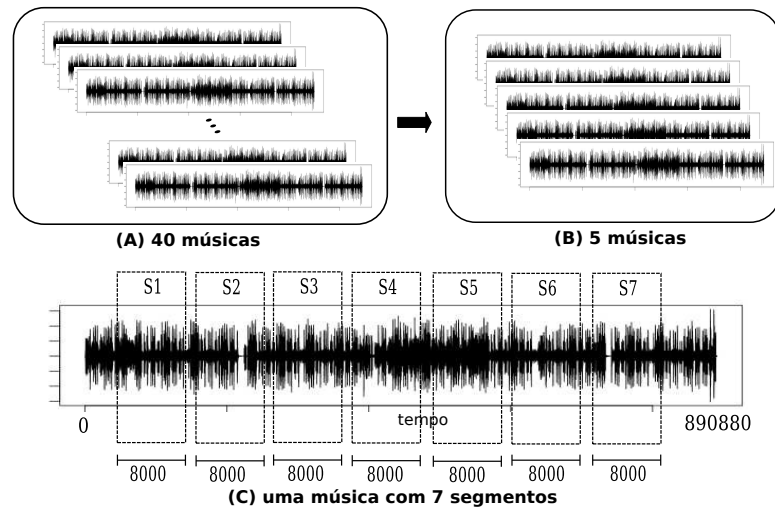 (A) 40 músicas
(B) 5 músicas
S1 S2 S3 S4 S5 S6 S7
0 tempo 890880
8000 8000 8000 8000 8000 8000 8000
(C) uma música com 7 segmentos